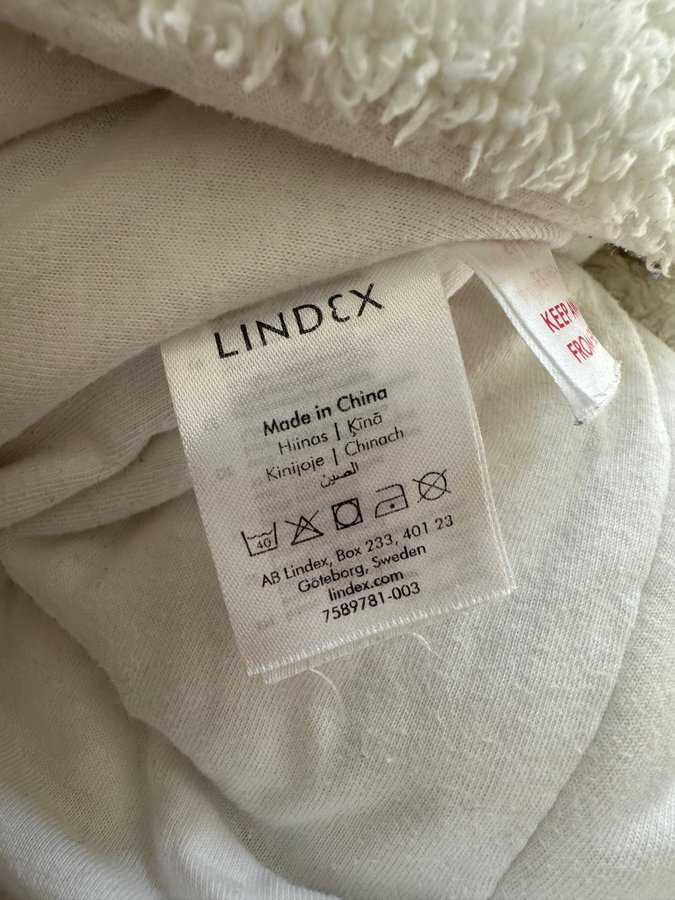 LINDEX
Made in China
Hiinas | Ķīnā
Kinijoje | Chinach
الصين
40
AB Lindex, Box 233, 401 23
Göteborg, Sweden
lindex.com
7589781-003
KEEP